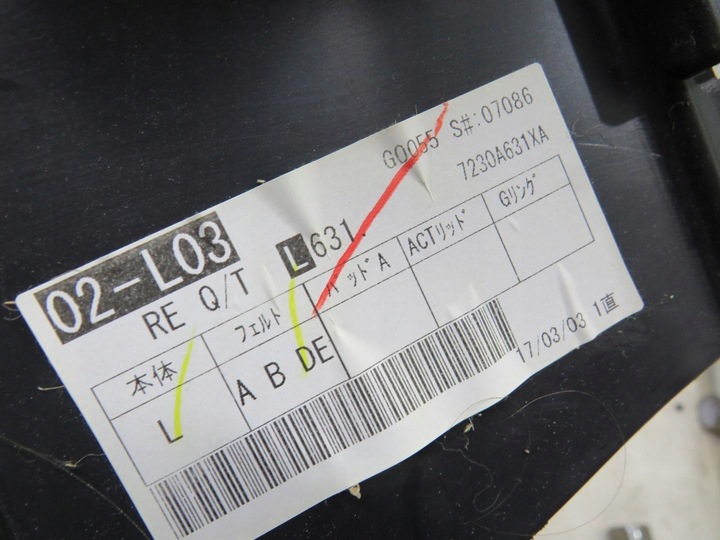 G0055 S#:07086
7230A631XA
02-L03 L 631.
RE Q/T
本体 フェルト パッドA ACTリッド Gリング
L A B DE
17/03/03 1直